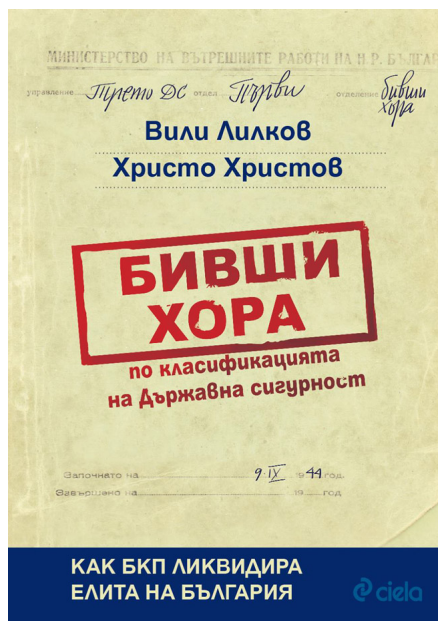 МИНИСТЕРСТВО НА ВЪТРЕШНИТЕ РАБОТИ НА Н. Р. БЪЛГАР
управление Трето ДС отдел Първи отделение бивши хора
Вили Лилков
Христо Христов
БИВШИ
ХОРА
по класификацията
на Държавна сигурност
Започнато на 9 IX 1944 год.
Завършено на 19 год.
КАК БКП ЛИКВИДИРА
ЕЛИТА НА БЪЛГАРИЯ
ciela